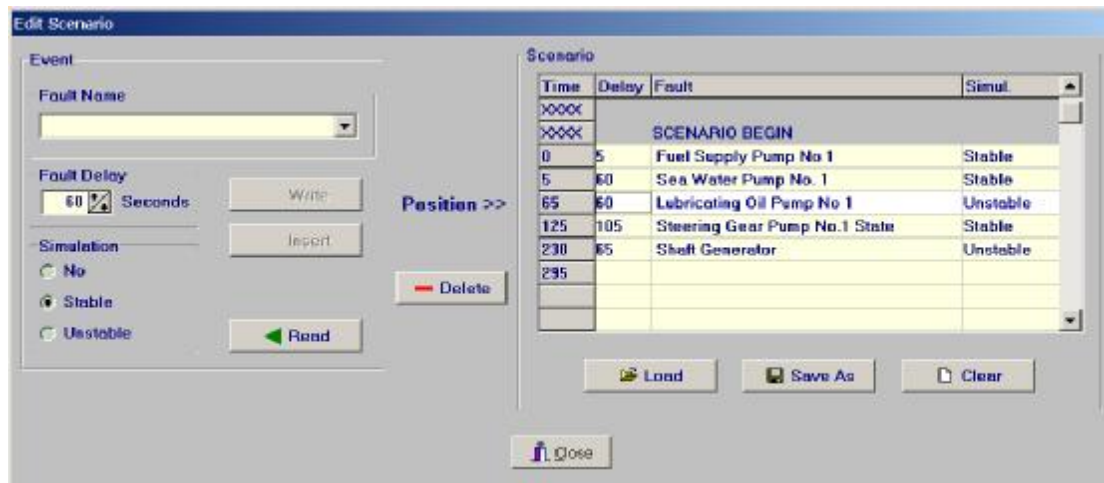 Edit Scenario
Event
Fault Name
Fault Delay
60 Seconds
Write
Insert
Simulation
No
Stable
Unstable
Read
Position >>
Delete
Scenario
Time Delay Fault Simul.
XXXX
XXXX SCENARIO BEGIN
0 5 Fuel Supply Pump No 1 Stable
5 60 Sea Water Pump No. 1 Stable
65 60 Lubricating Oil Pump No 1 Unstable
125 105 Steering Gear Pump No.1 State Stable
230 65 Shaft Generator Unstable
295
Load
Save As
Clear
Close